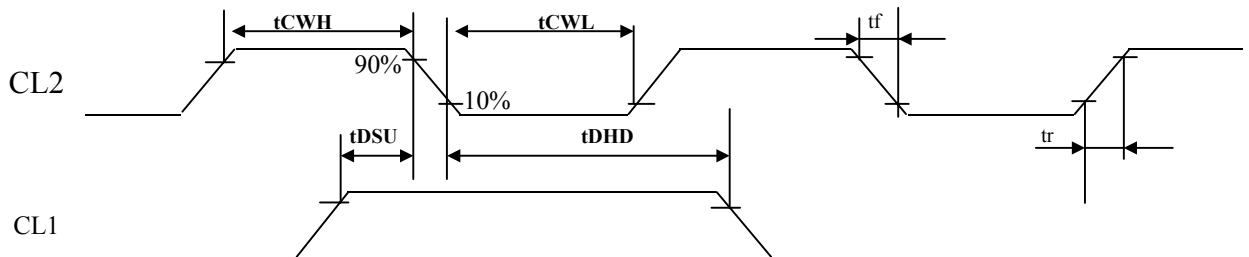 tCWH
tCWL
tf
CL2
90%
10%
tDSU
tDHD
tr
CL1